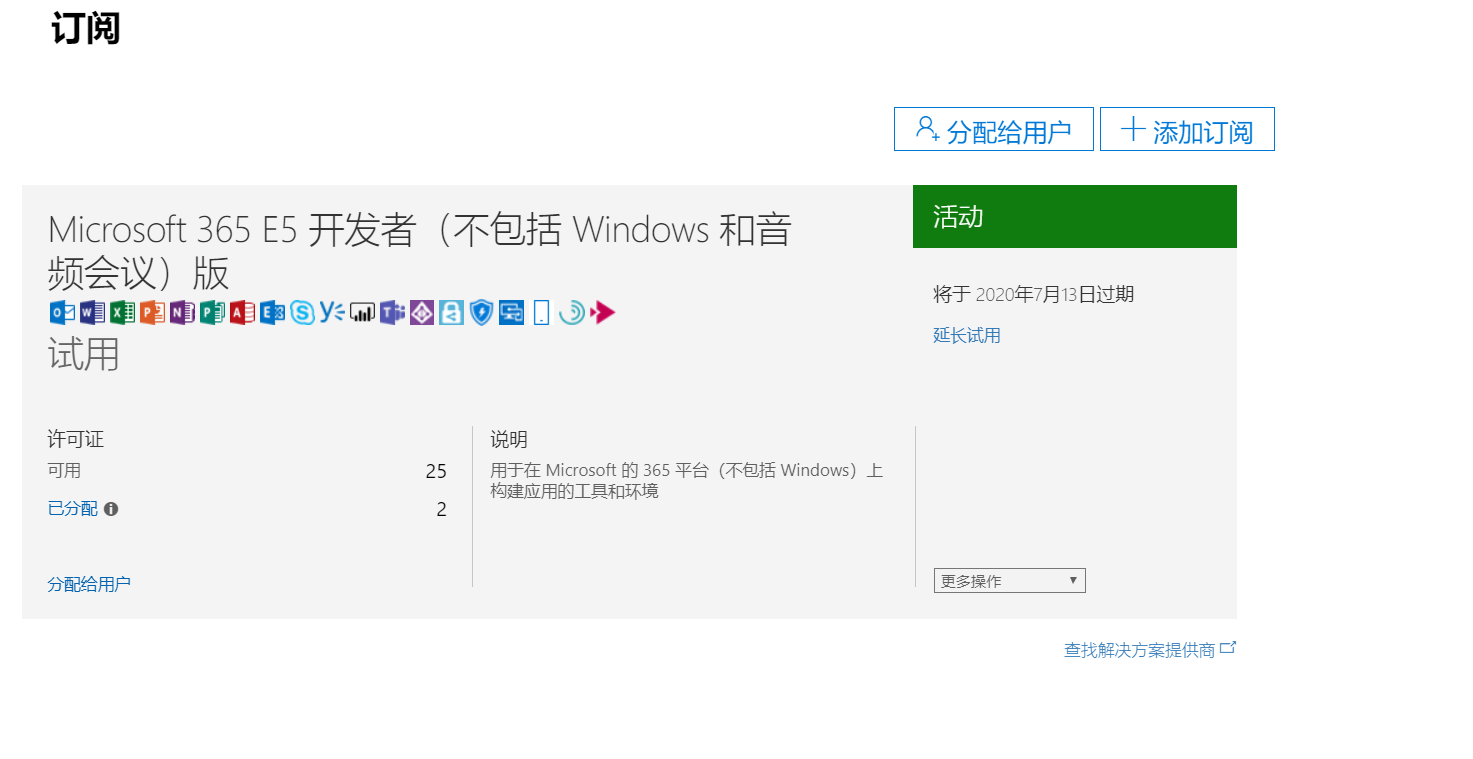 订阅
分配给用户
添加订阅
Microsoft 365 E5 开发者（不包括 Windows 和音
频会议）版
试用
活动
将于 2020年7月13日过期
延长试用
许可证
可用 25
已分配 2
分配给用户
说明
用于在 Microsoft 的 365 平台（不包括 Windows）上
构建应用的工具和环境
更多操作
查找解决方案提供商